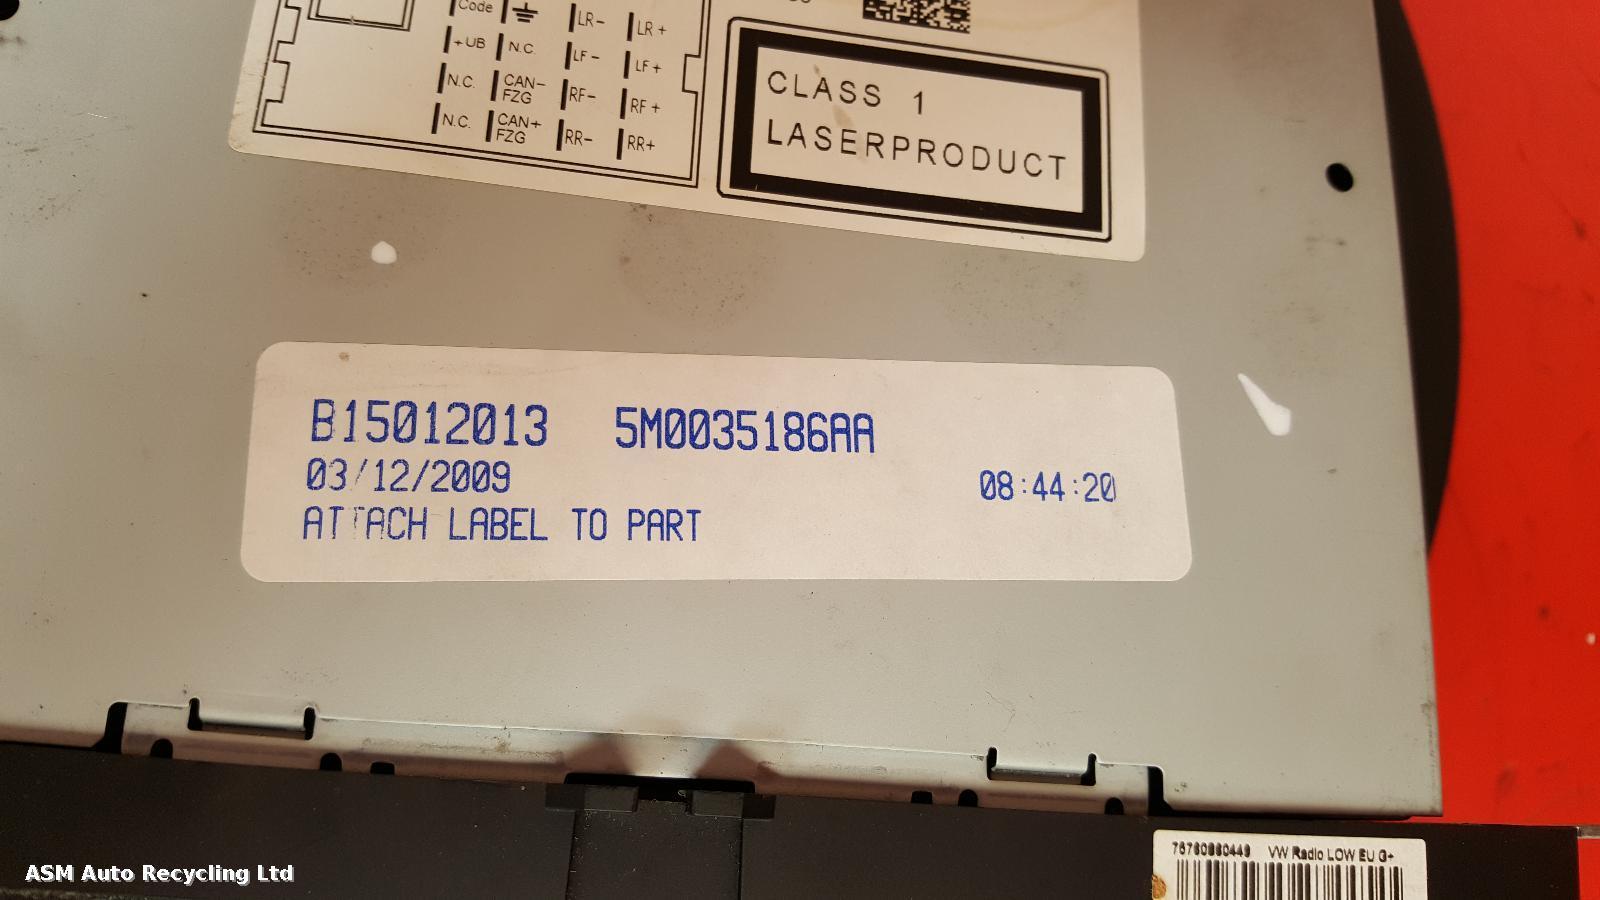 Code LR- LR+
+UB N.C. LF- LF+
N.C. CAN- FZG RF- RF+
N.C. CAN+ FZG RR- RR+
CLASS 1
LASERPRODUCT
B15012013 5M0035186AA
03/12/2009 08:44:20
ATTACH LABEL TO PART
VW Radio LOW EU G+
ASM Auto Recycling Ltd